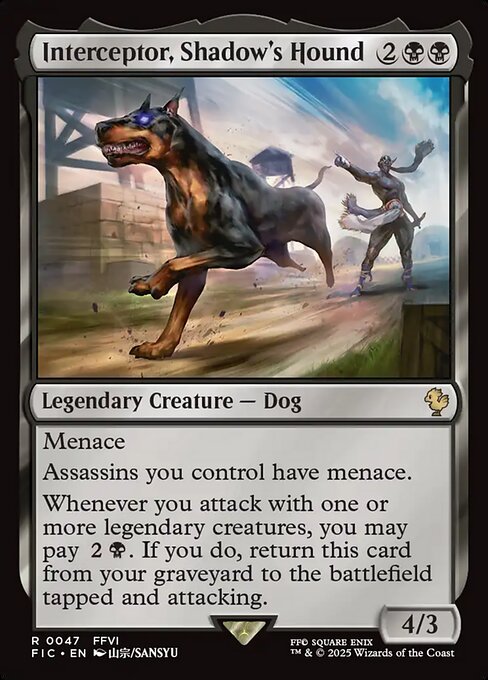 Interceptor, Shadow's Hound 2
Legendary Creature — Dog
Menace
Assassins you control have menace.
Whenever you attack with one or
more legendary creatures, you may
pay 2 . If you do, return this card
from your graveyard to the battlefield
tapped and attacking.
4/3
R 0047 FFVI
FIC • EN 山宗/SANSYU
FF© SQUARE ENIX
™ & © 2025 Wizards of the Coast